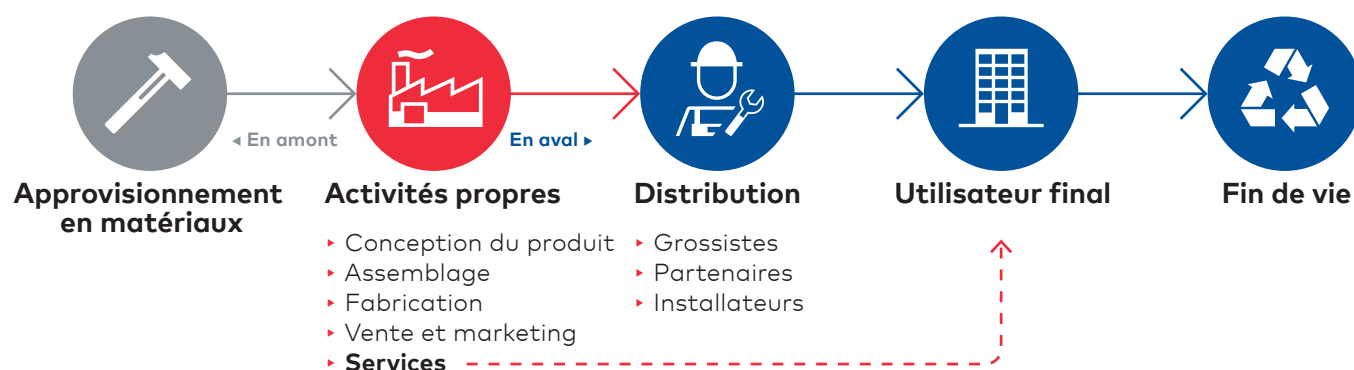 ◂ En amont
En aval ▸
Approvisionnement
en matériaux
Activités propres
▸ Conception du produit
▸ Assemblage
▸ Fabrication
▸ Vente et marketing
▸ Services
Distribution
▸ Grossistes
▸ Partenaires
▸ Installateurs
Utilisateur final
Fin de vie